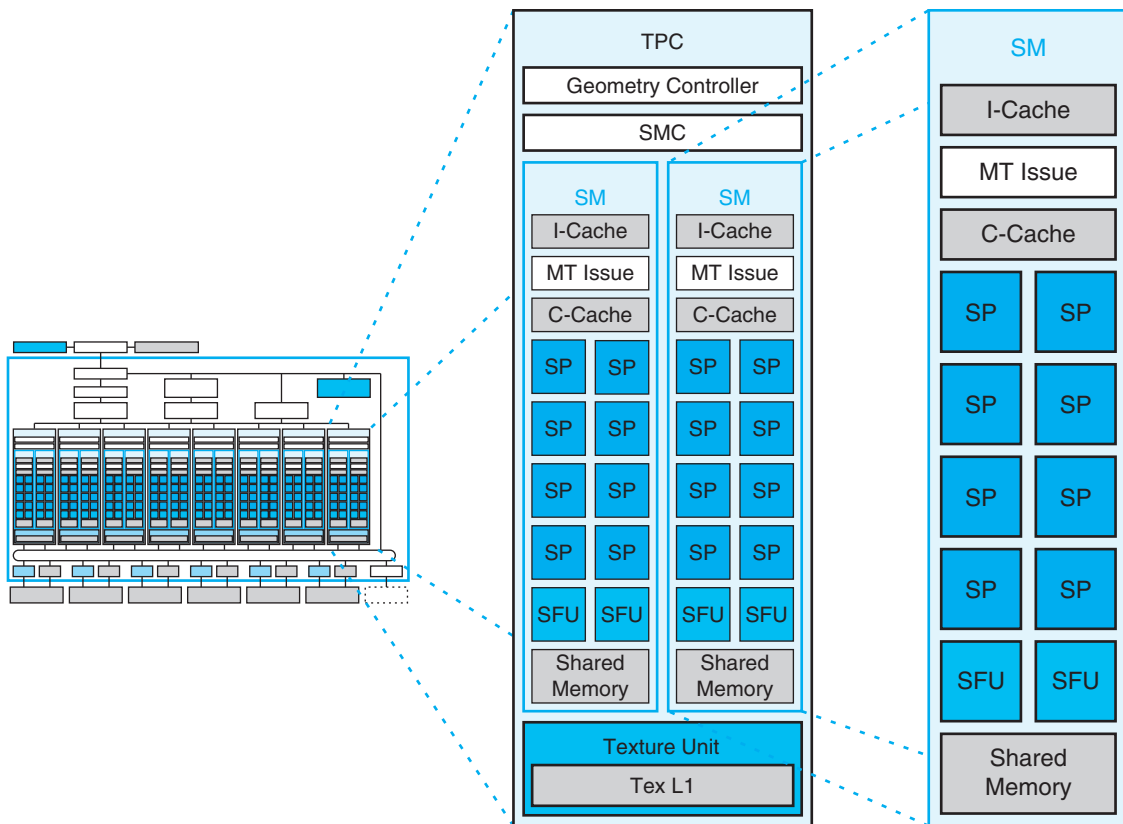 TPC
Geometry Controller
SMC
SM
I-Cache
MT Issue
C-Cache
SP SP
SP SP
SP SP
SP SP
SFU SFU
Shared
Memory
SM
I-Cache
MT Issue
C-Cache
SP SP
SP SP
SP SP
SP SP
SFU SFU
Shared
Memory
Texture Unit
Tex L1
SM
I-Cache
MT Issue
C-Cache
SP SP
SP SP
SP SP
SP SP
SFU SFU
Shared
Memory